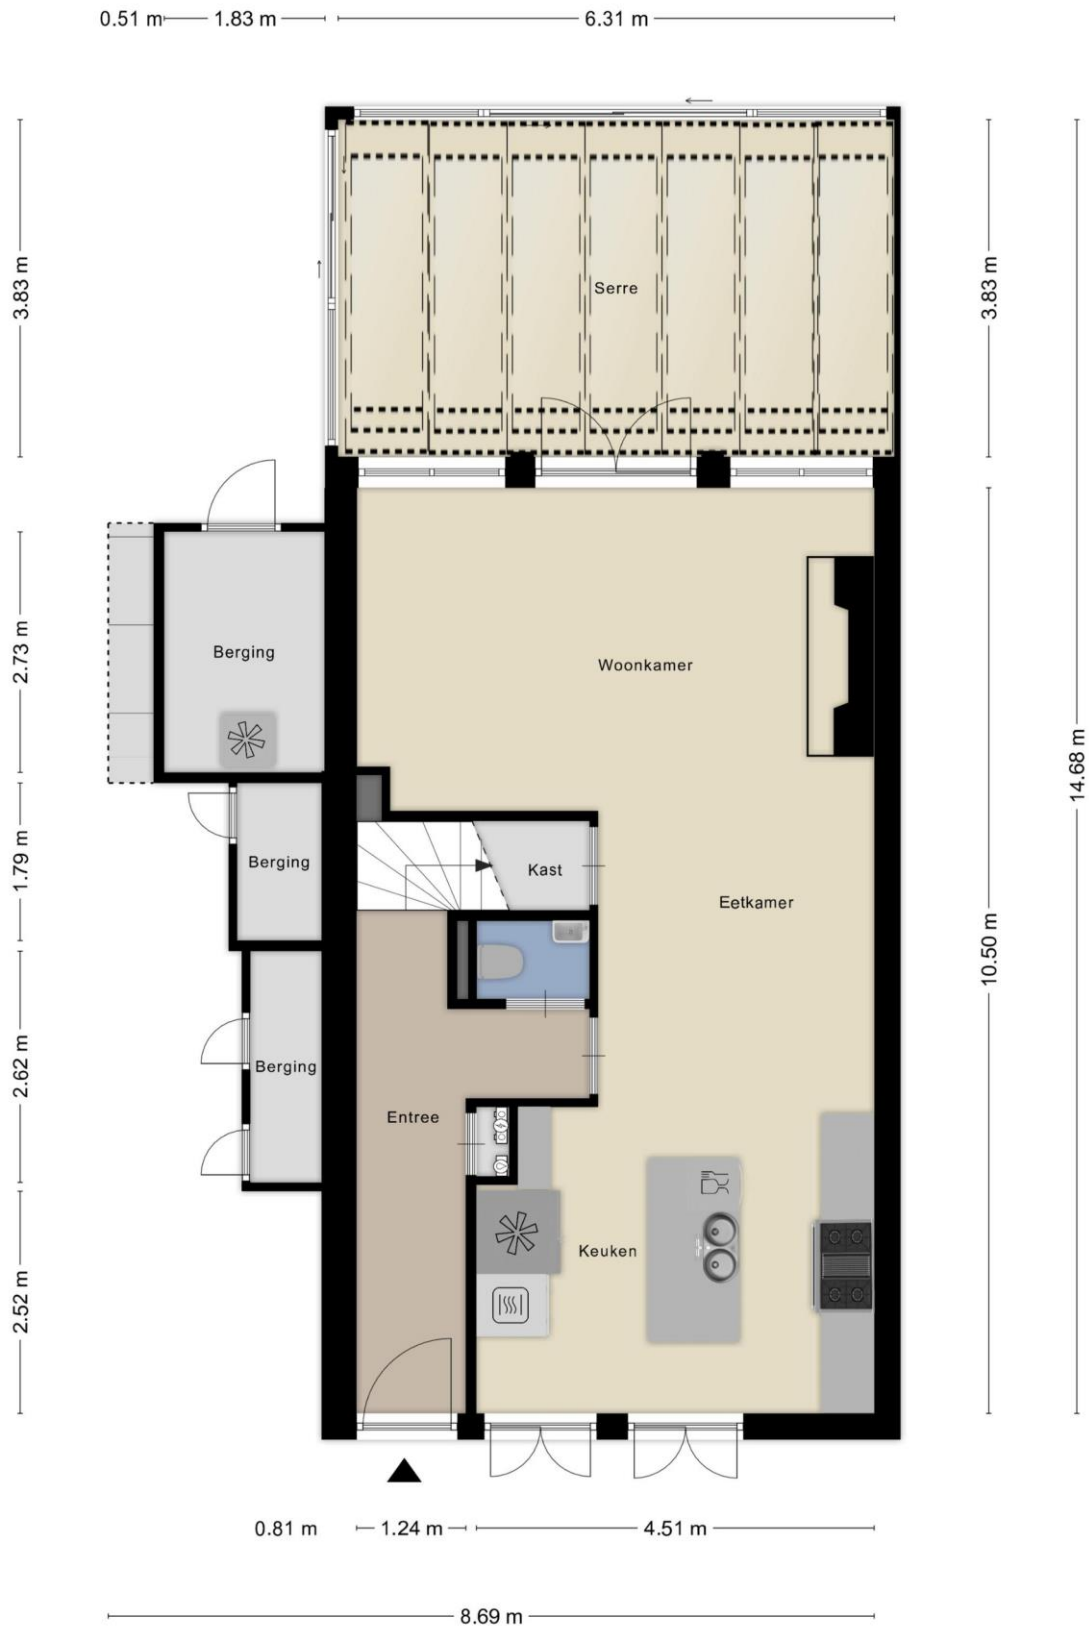 0.51 m
1.83 m
6.31 m
3.83 m
3.83 m
Serre
2.73 m
Berging
Woonkamer
14.68 m
1.79 m
Berging
Kast
Eetkamer
10.50 m
2.62 m
Berging
Entree
Keuken
2.52 m
0.81 m
1.24 m
4.51 m
8.69 m